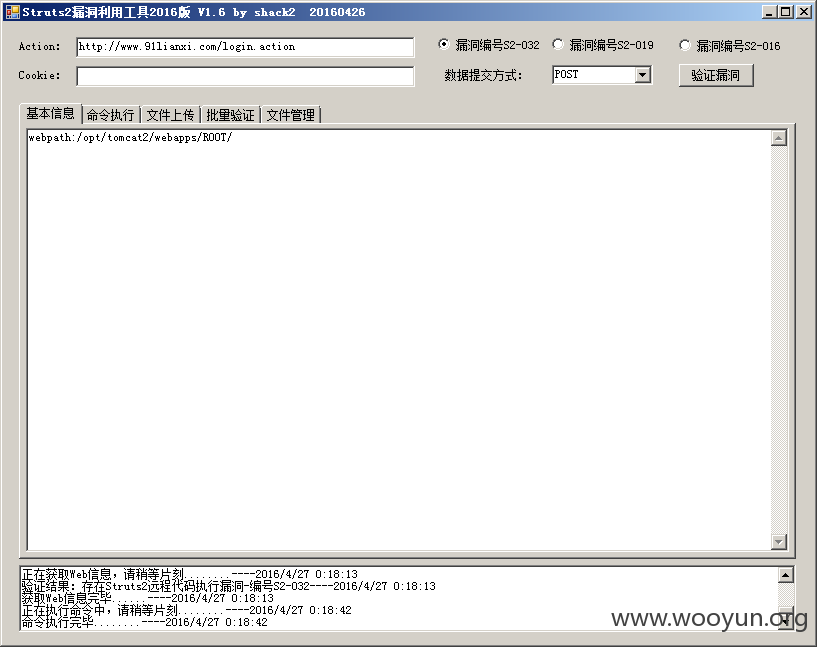 Struts2漏洞利用工具2016版 V1.6 by shack2  20160426
Action: http://www.91lianxi.com/login.action 漏洞编号S2-032 漏洞编号S2-019 漏洞编号S2-016
Cookie: 数据提交方式: POST 验证漏洞
基本信息 命令执行 文件上传 批量验证 文件管理
webpath:/opt/tomcat2/webapps/ROOT/
正在获取Web信息，请稍等片刻........----2016/4/27 0:18:13
验证结果: 存在Struts2远程代码执行漏洞-编号S2-032----2016/4/27 0:18:13
获取Web信息完毕......----2016/4/27 0:18:13
正在执行命令中，请稍等片刻........----2016/4/27 0:18:42
命令执行完毕........----2016/4/27 0:18:42
www.wooyun.org